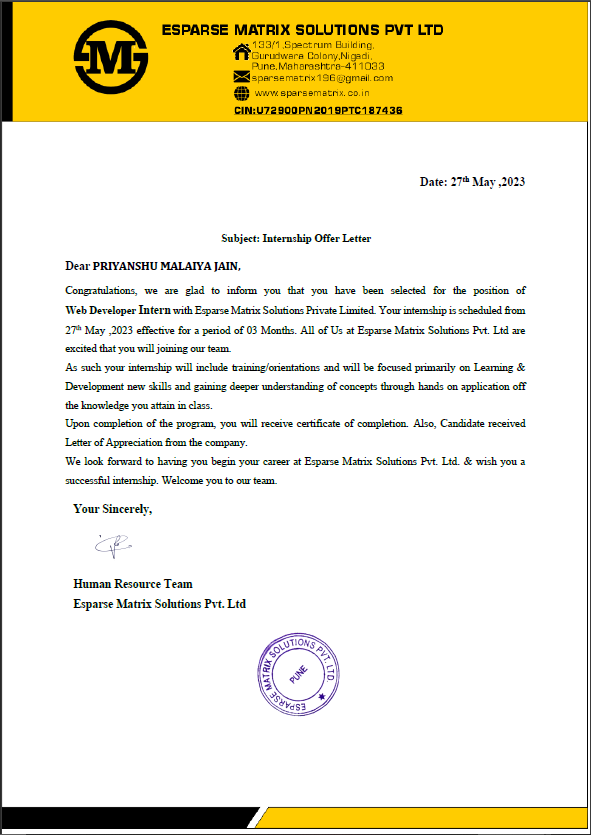 SM
ESPARSE MATRIX SOLUTIONS PVT LTD
133/1,Spectrum Building,
Gurudwara Colony,Nigadi,
Pune,Maharashtra-411033
sparsematrix196@gmail.com
www.sparsematrix.co.in
CIN:U72900PN2019PTC187436
Date: 27th May ,2023
Subject: Internship Offer Letter
Dear PRIYANSHU MALAIYA JAIN,
Congratulations, we are glad to inform you that you have been selected for the position of
Web Developer Intern with Esparse Matrix Solutions Private Limited. Your internship is scheduled from
27th May ,2023 effective for a period of 03 Months. All of Us at Esparse Matrix Solutions Pvt. Ltd are
excited that you will joining our team.
As such your internship will include training/orientations and will be focused primarily on Learning &
Development new skills and gaining deeper understanding of concepts through hands on application off
the knowledge you attain in class.
Upon completion of the program, you will receive certificate of completion. Also, Candidate received
Letter of Appreciation from the company.
We look forward to having you begin your career at Esparse Matrix Solutions Pvt. Ltd. & wish you a
successful internship. Welcome you to our team.
Your Sincerely,
Human Resource Team
Esparse Matrix Solutions Pvt. Ltd
ESPARSE MATRIX SOLUTIONS PVT. LTD.
PUNE